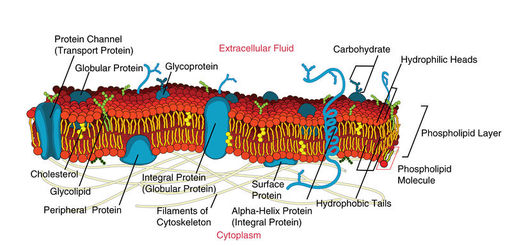 Protein Channel
(Transport Protein)
Globular Protein
Glycoprotein
Extracellular Fluid
Carbohydrate
Hydrophilic Heads
Phospholipid Layer
Phospholipid
Molecule
Cholesterol
Glycolipid
Peripheral Protein
Integral Protein
(Globular Protein)
Filaments of
Cytoskeleton
Surface
Protein
Alpha-Helix Protein
(Integral Protein)
Hydrophobic Tails
Cytoplasm